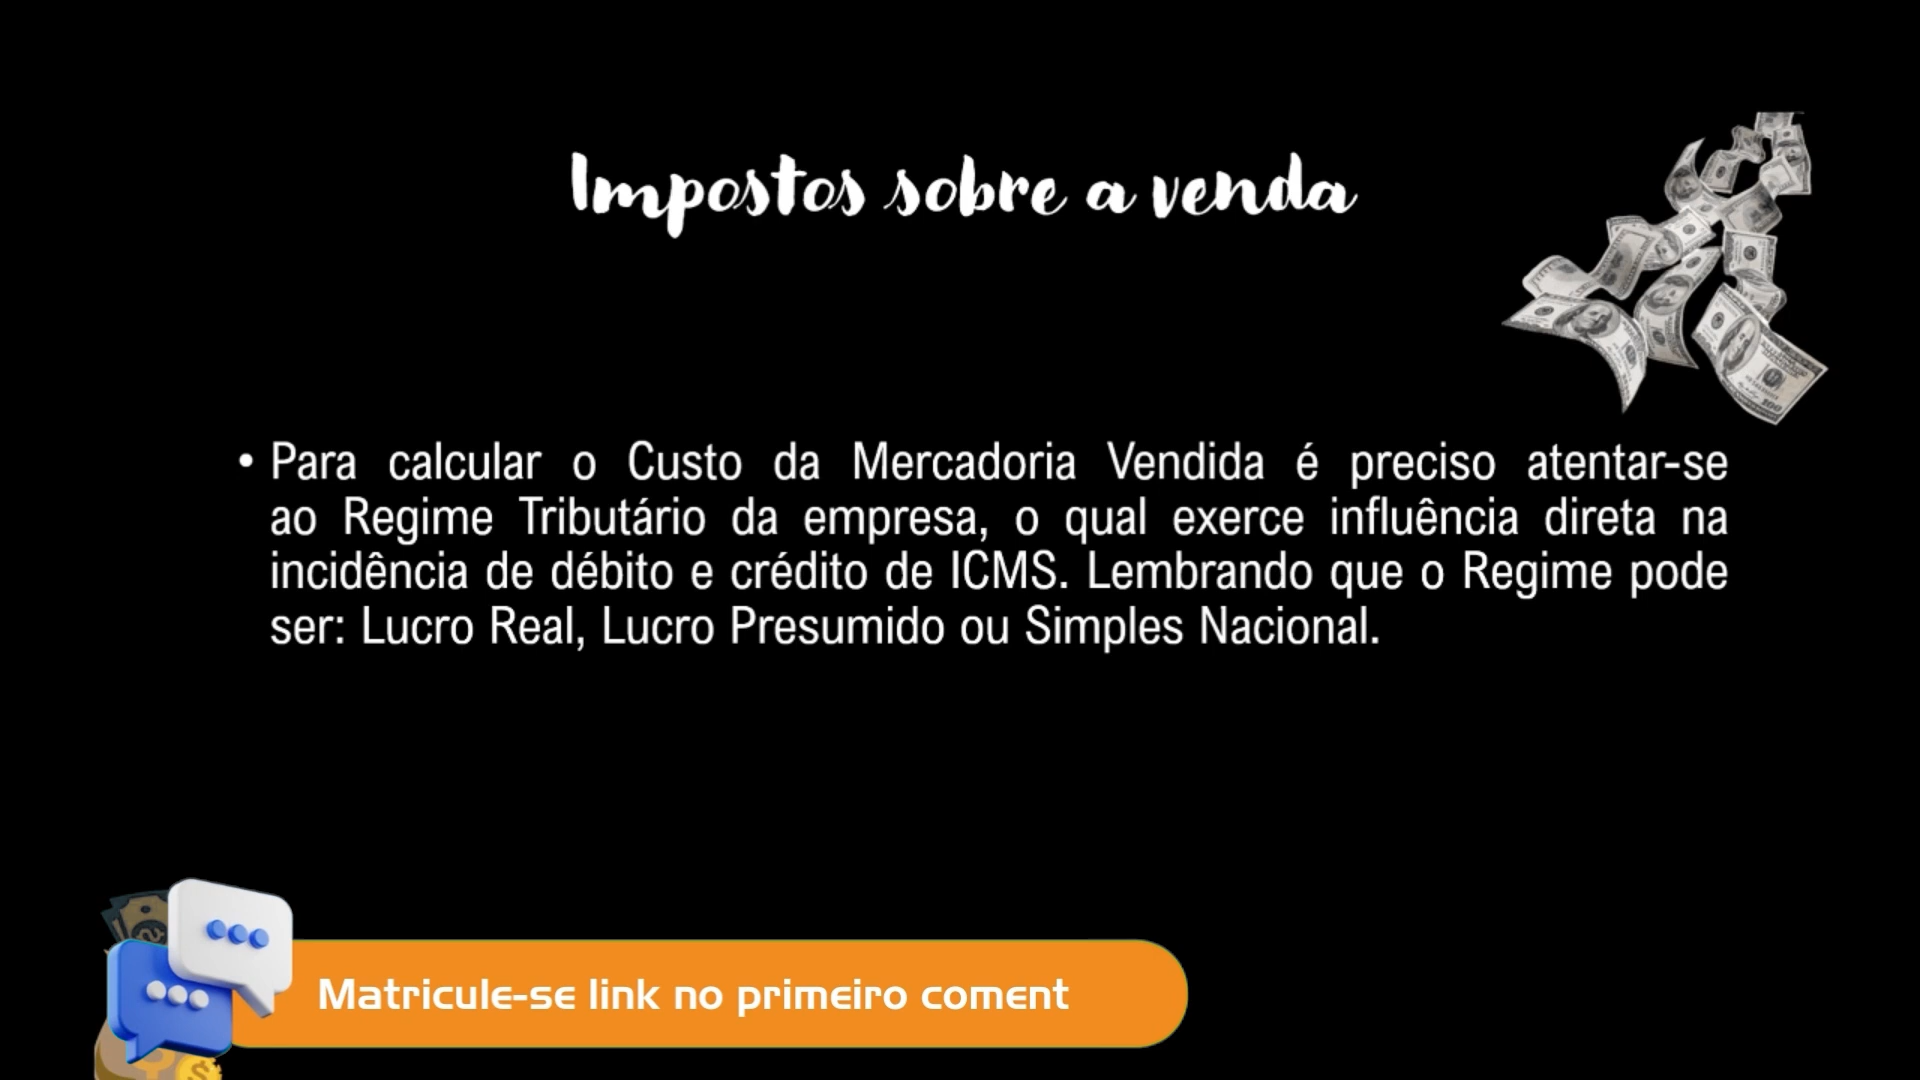 Impostos sobre a venda
• Para calcular o Custo da Mercadoria Vendida é preciso atentar-se
ao Regime Tributário da empresa, o qual exerce influência direta na
incidência de débito e crédito de ICMS. Lembrando que o Regime pode
ser: Lucro Real, Lucro Presumido ou Simples Nacional.
Matricule-se link no primeiro coment